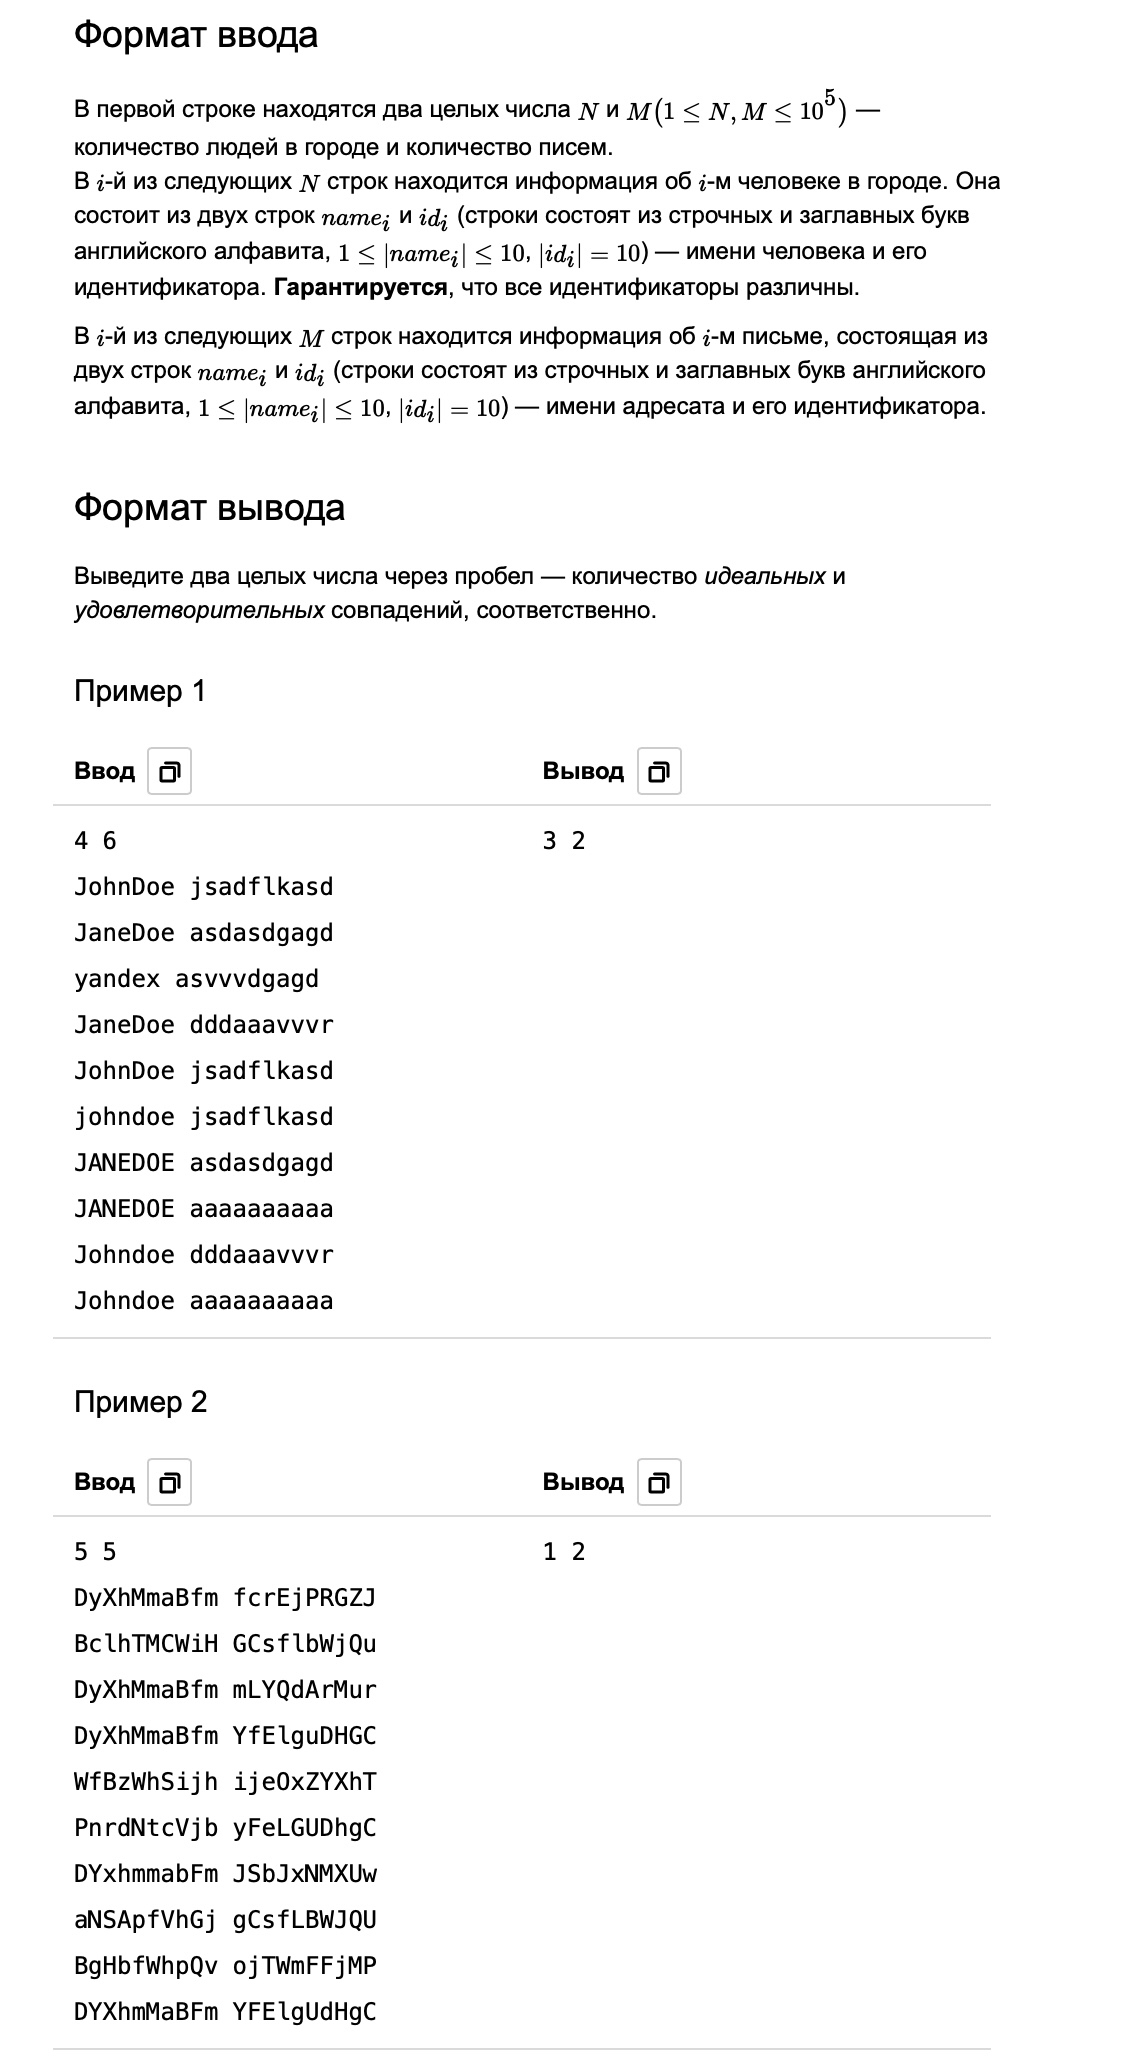 Формат ввода
В первой строке находятся два целых числа N и M(1 ≤ N, M ≤ 10^5) —
количество людей в городе и количество писем.
В i-й из следующих N строк находится информация об i-м человеке в городе. Она
состоит из двух строк name_i и id_i (строки состоят из строчных и заглавных букв
английского алфавита, 1 ≤ |name_i| ≤ 10, |id_i| = 10) — имени человека и его
идентификатора. Гарантируется, что все идентификаторы различны.
В i-й из следующих M строк находится информация об i-м письме, состоящая из
двух строк name_i и id_i (строки состоят из строчных и заглавных букв английского
алфавита, 1 ≤ |name_i| ≤ 10, |id_i| = 10) — имени адресата и его идентификатора.
Формат вывода
Выведите два целых числа через пробел — количество идеальных и
удовлетворительных совпадений, соответственно.
Пример 1
Ввод Вывод
4 6 3 2
JohnDoe jsadflkasd
JaneDoe asdasdgagd
yandex asvvvdgagd
JaneDoe dddaaavvvr
JohnDoe jsadflkasd
johndoe jsadflkasd
JANEDOE asdasdgagd
JANEDOE aaaaaaaaaa
Johndoe dddaaavvvr
Johndoe aaaaaaaaaa
Пример 2
Ввод Вывод
5 5 1 2
DyXhMmaBfm fcrEjPRGZJ
BclhTMCWiH GCsflbWjQu
DyXhMmaBfm mLYQdArMur
DyXhMmaBfm YfElguDHGC
WfBzWhSijh ijeOxZYXhT
PnrdNtcVjb yFeLGUDhgC
DYxhmmabFm JSbJxNMXUw
aNSApfVhGj gCsfLBWJQU
BgHbfWhpQv ojTWmFFjMP
DYXhmMaBFm YFElgUdHgC